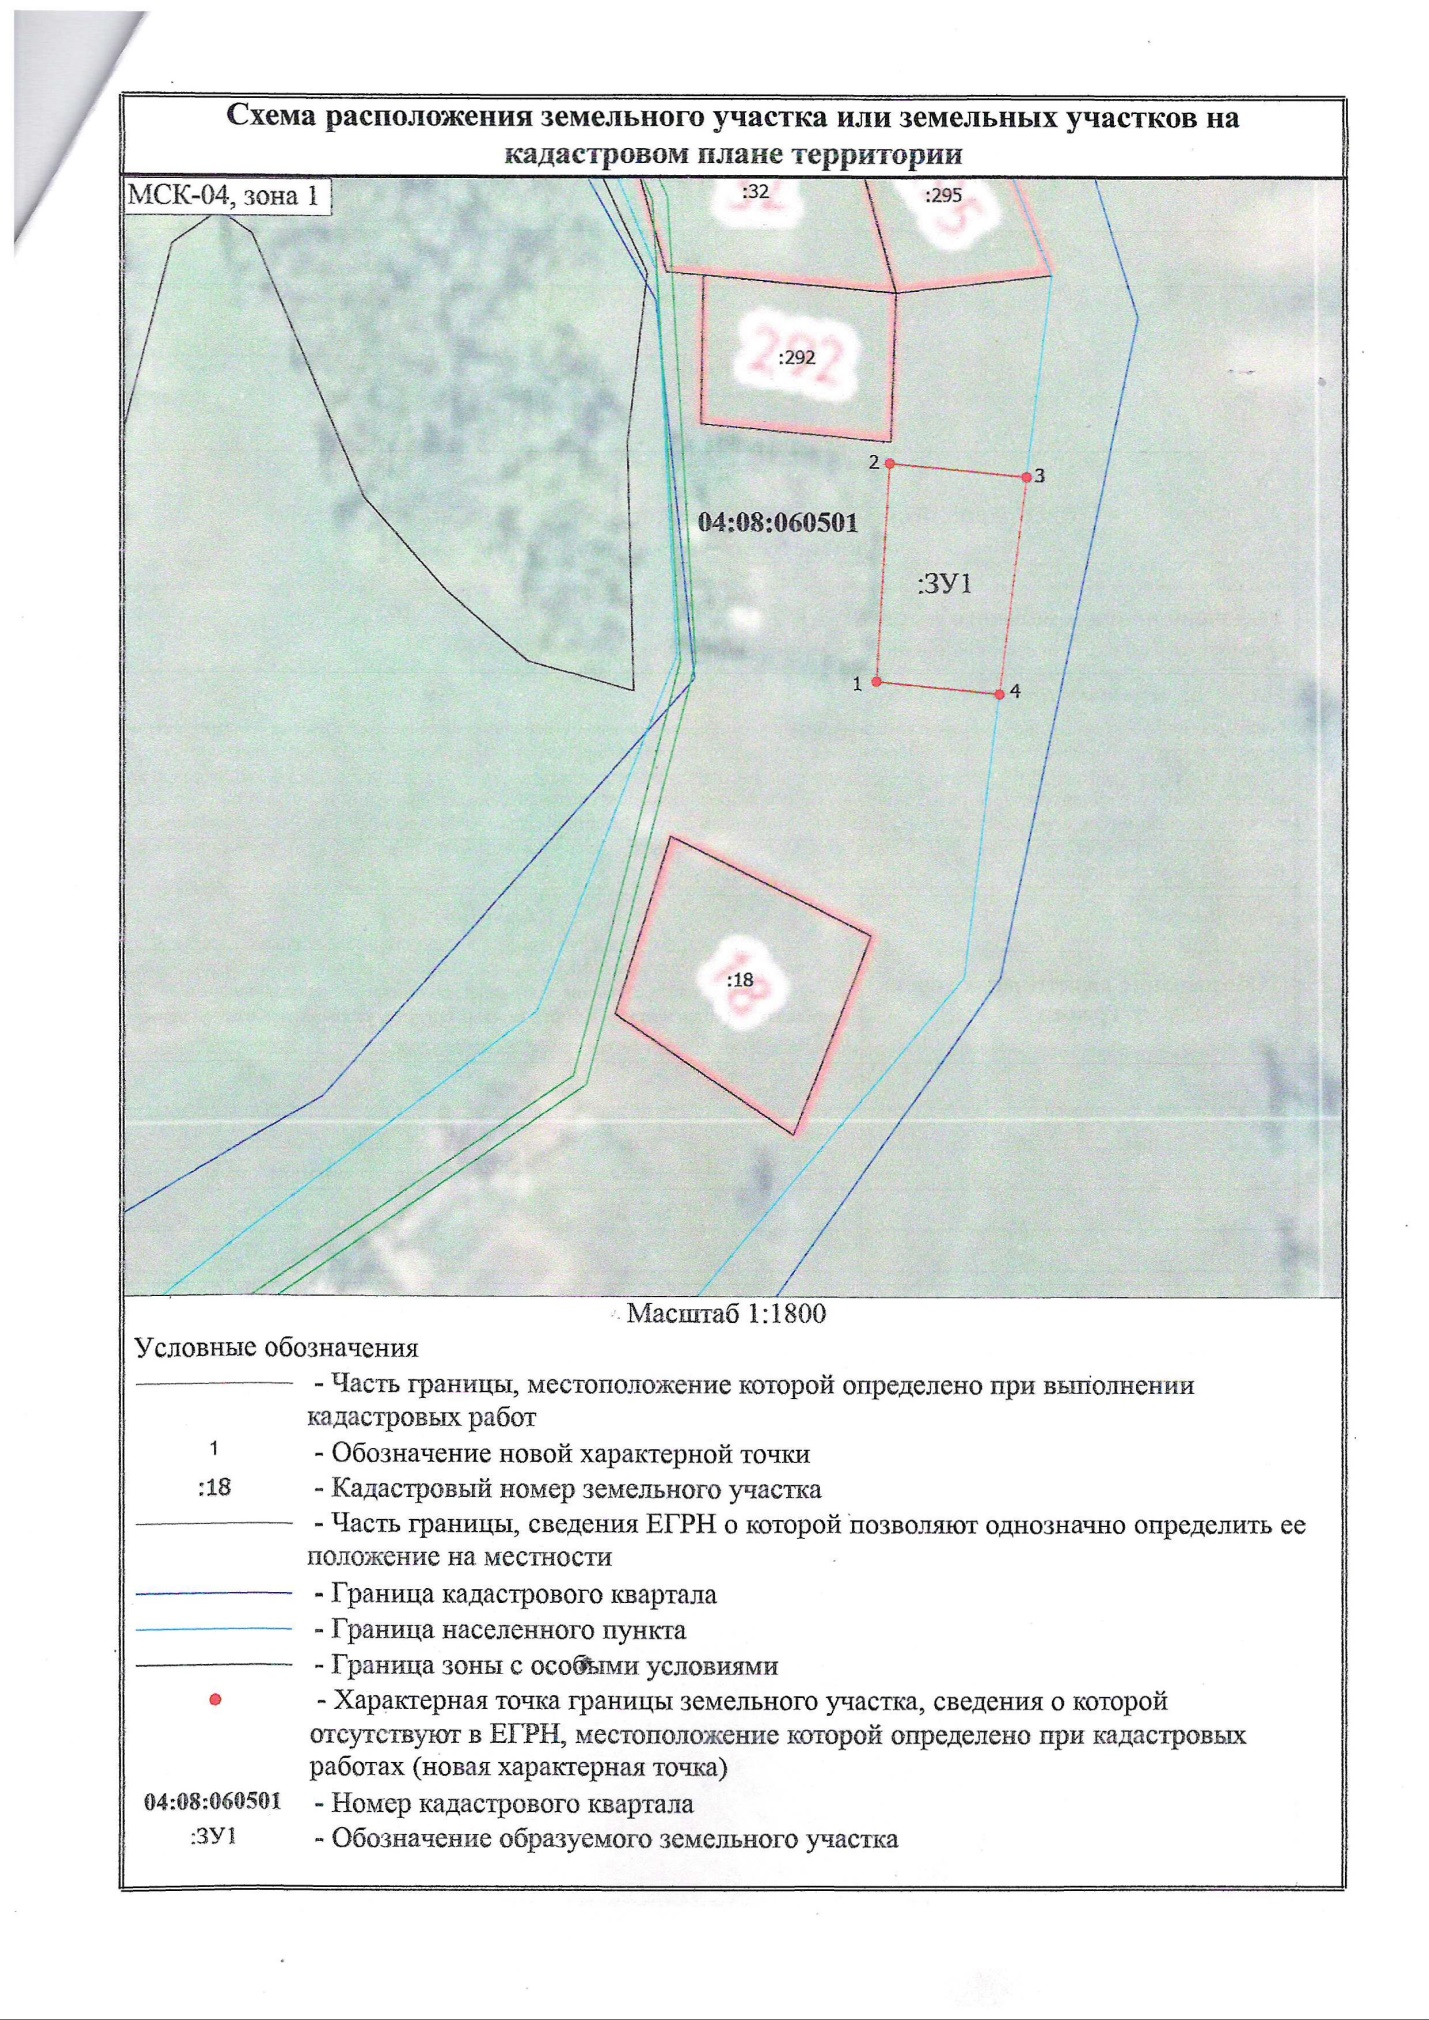 Схема расположения земельного участка или земельных участков на
кадастровом плане территории
МСК-04, зона 1
:32
32
:295
5
292
:292
2
3
04:08:060501
:ЗУ1
1
4
18
:18
Масштаб 1:1800
Условные обозначения
- Часть границы, местоположение которой определено при выполнении
кадастровых работ
1 - Обозначение новой характерной точки
:18 - Кадастровый номер земельного участка
- Часть границы, сведения ЕГРН о которой позволяют однозначно определить ее
положение на местности
- Граница кадастрового квартала
- Граница населенного пункта
- Граница зоны с особыми условиями
- Характерная точка границы земельного участка, сведения о которой
отсутствуют в ЕГРН, местоположение которой определено при кадастровых
работах (новая характерная точка)
04:08:060501 - Номер кадастрового квартала
:ЗУ1 - Обозначение образуемого земельного участка